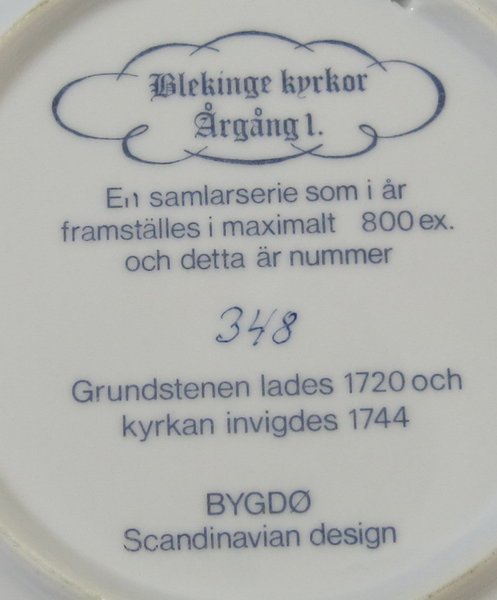 Blekinge kyrkor
Årgång 1.
En samlarserie som i år
framställes i maximalt 800 ex.
och detta är nummer
348
Grundstenen lades 1720 och
kyrkan invigdes 1744
BYGDØ
Scandinavian design